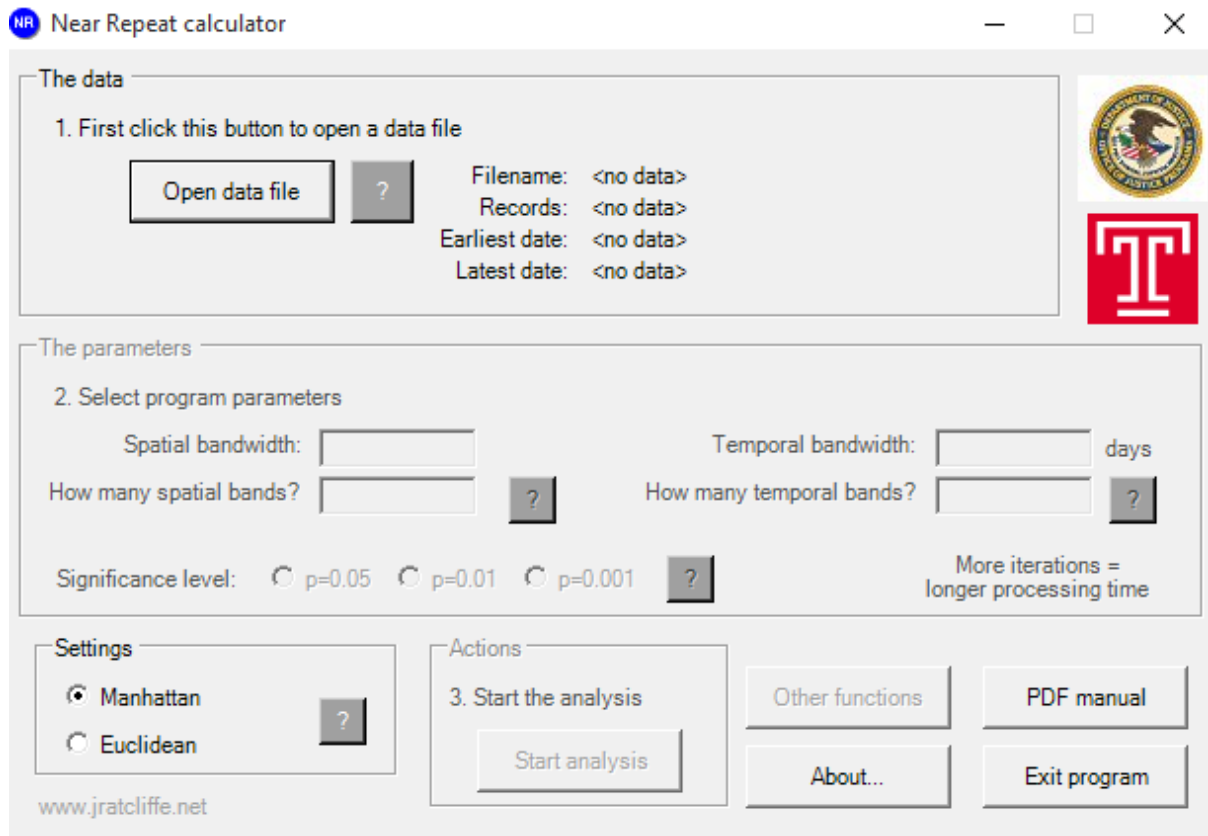 NR Near Repeat calculator
The data
1. First click this button to open a data file
Open data file
?
Filename: <no data>
Records: <no data>
Earliest date: <no data>
Latest date: <no data>
The parameters
2. Select program parameters
Spatial bandwidth:
Temporal bandwidth: days
How many spatial bands? ?
How many temporal bands? ?
Significance level: p=0.05 p=0.01 p=0.001 ?
More iterations =
longer processing time
Settings
Manhattan
Euclidean
?
Actions
3. Start the analysis
Start analysis
Other functions
PDF manual
About...
Exit program
www.jratcliffe.net